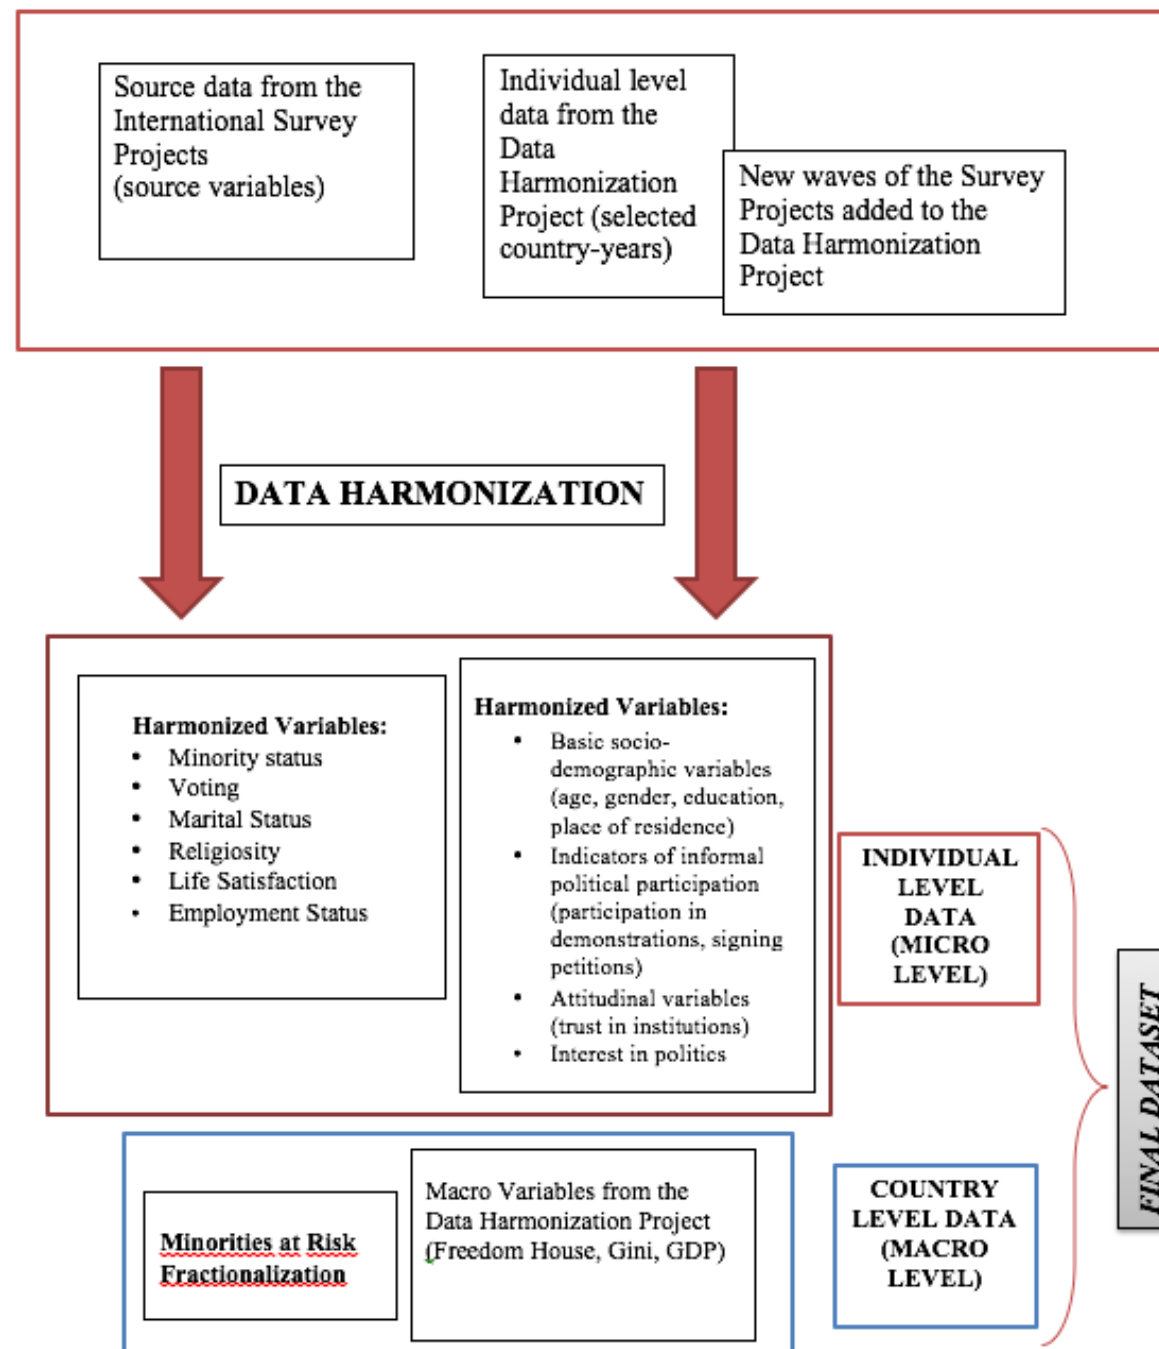 Source data from the
International Survey
Projects
(source variables)
Individual level
data from the
Data
Harmonization
Project (selected
country-years)
New waves of the Survey
Projects added to the
Data Harmonization
Project
DATA HARMONIZATION
Harmonized Variables:
• Minority status
• Voting
• Marital Status
• Religiosity
• Life Satisfaction
• Employment Status
Harmonized Variables:
• Basic socio-
demographic variables
(age, gender, education,
place of residence)
• Indicators of informal
political participation
(participation in
demonstrations, signing
petitions)
• Attitudinal variables
(trust in institutions)
• Interest in politics
INDIVIDUAL
LEVEL
DATA
(MICRO
LEVEL)
Minorities at Risk
Fractionalization
Macro Variables from the
Data Harmonization Project
(Freedom House, Gini, GDP)
COUNTRY
LEVEL DATA
(MACRO
LEVEL)
FINAL DATASET